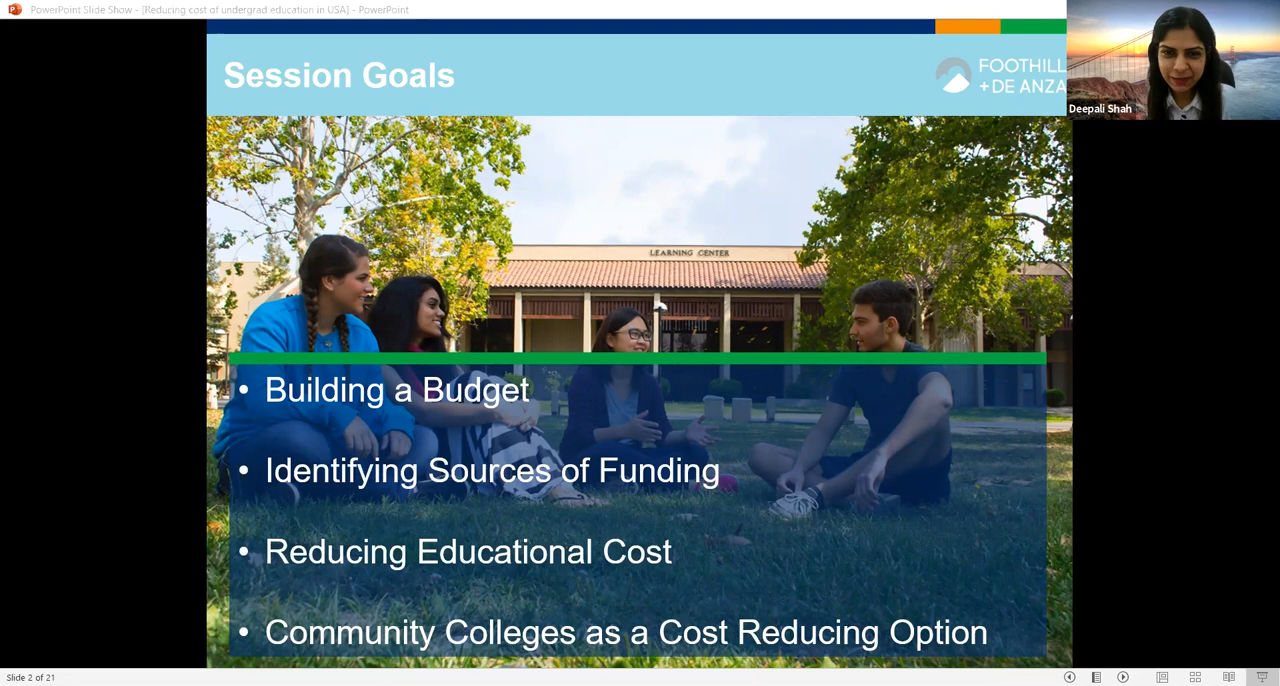 PowerPoint Slide Show - [Reducing cost of undergrad education in USA] - PowerPoint
Session Goals
FOOTHILL
+DE ANZA
Deepali Shah
LEARNING CENTER
• Building a Budget
• Identifying Sources of Funding
• Reducing Educational Cost
• Community Colleges as a Cost Reducing Option
Slide 2 of 21